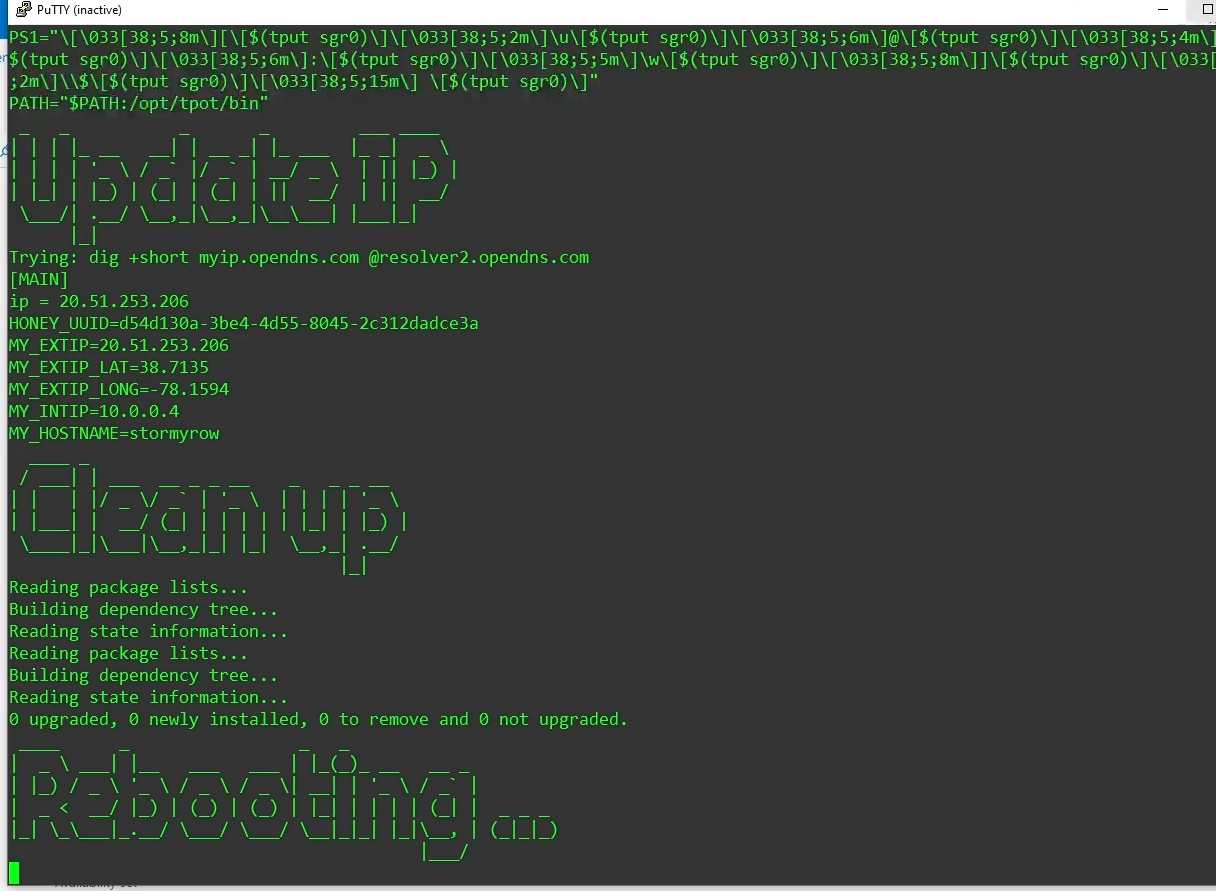 PuTTY (inactive)
PS1="\[\033[38;5;8m\][\[$(tput sgr0)\]\[\033[38;5;2m\]\u\[$(tput sgr0)\]\[\033[38;5;6m\]@\[$(tput sgr0)\]\[\033[38;5;4m\]
$(tput sgr0)\]\[\033[38;5;6m\]:\[$(tput sgr0)\]\[\033[38;5;5m\]\w\[$(tput sgr0)\]\[\033[38;5;8m\]]\[$(tput sgr0)\]\[\033[
;2m\]\\$\[$(tput sgr0)\]\[\033[38;5;15m\] \[$(tput sgr0)\]"
PATH="$PATH:/opt/tpot/bin"
Update IP
Trying: dig +short myip.opendns.com @resolver2.opendns.com
[MAIN]
ip = 20.51.253.206
HONEY_UUID=d54d130a-3be4-4d55-8045-2c312dadce3a
MY_EXTIP=20.51.253.206
MY_EXTIP_LAT=38.7135
MY_EXTIP_LONG=-78.1594
MY_INTIP=10.0.0.4
MY_HOSTNAME=stormyrow
Clean up
Reading package lists...
Building dependency tree...
Reading state information...
Reading package lists...
Building dependency tree...
Reading state information...
0 upgraded, 0 newly installed, 0 to remove and 0 not upgraded.
Rebooting ...